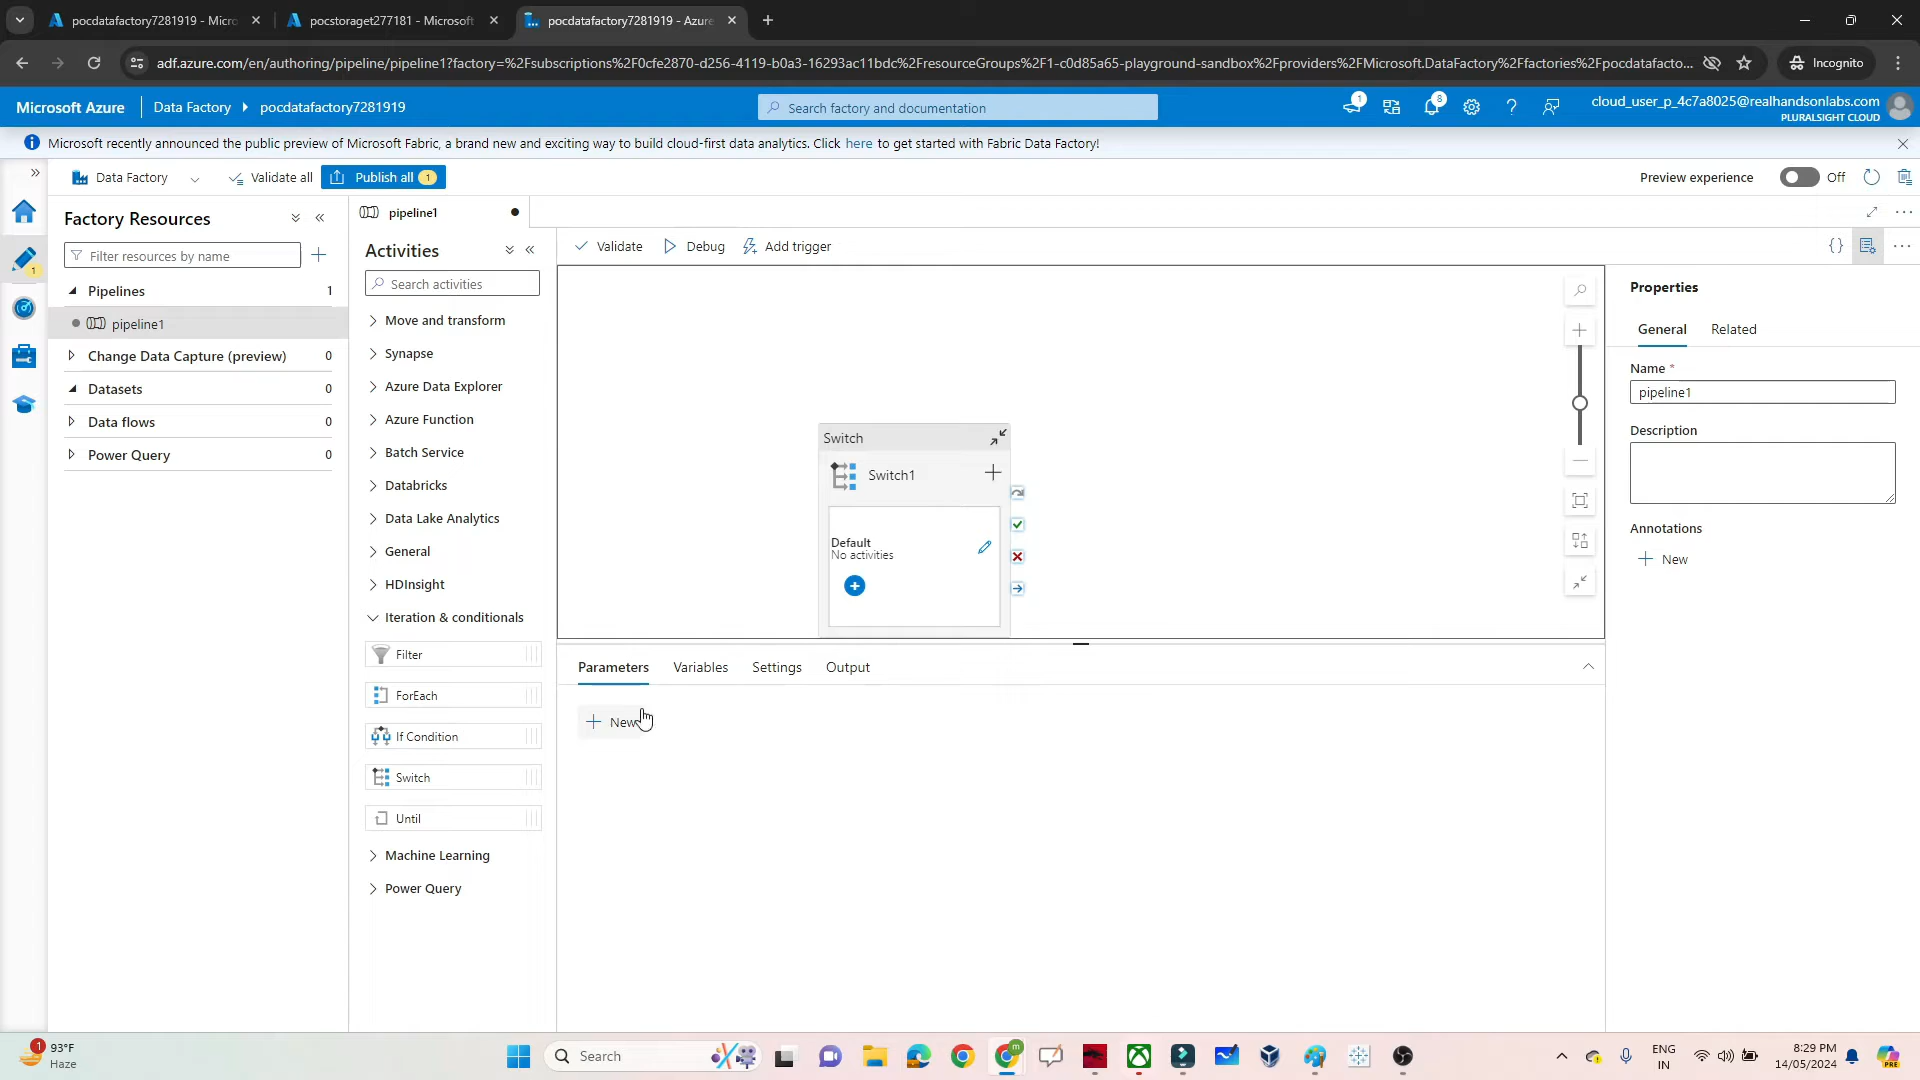 pocdatafactory7281919 - Micro
pocstoraget277181 - Microsoft
pocdatafactory7281919 - Azure
adf.azure.com/en/authoring/pipeline/pipeline1?factory=%2Fsubscriptions%2F0cfe2870-d256-4119-b0a3-16293ac11bdc%2FresourceGroups%2F1-c0d85a65-playground-sandbox%2Fproviders%2FMicrosoft.DataFactory%2Ffactories%2Fpocdatafacto...
Incognito
Microsoft Azure
Data Factory
pocdatafactory7281919
Search factory and documentation
1
8
cloud_user_p_4c7a8025@realhandsonlabs.com
PLURALSIGHT CLOUD
Microsoft recently announced the public preview of Microsoft Fabric, a brand new and exciting way to build cloud-first data analytics. Click here to get started with Fabric Data Factory!
Data Factory
Validate all
Publish all 1
Preview experience
Off
1
Factory Resources
Filter resources by name
Pipelines 1
pipeline1
Change Data Capture (preview) 0
Datasets 0
Data flows 0
Power Query 0
pipeline1
Activities
Search activities
Move and transform
Synapse
Azure Data Explorer
Azure Function
Batch Service
Databricks
Data Lake Analytics
General
HDInsight
Iteration & conditionals
Filter
ForEach
If Condition
Switch
Until
Machine Learning
Power Query
Validate
Debug
Add trigger
{}
Switch
Switch1
Default
No activities
Parameters
Variables
Settings
Output
New
Properties
General
Related
Name *
pipeline1
Description
Annotations
New
1
93°F
Haze
Search
m
ENG
IN
8:29 PM
14/05/2024
PRE